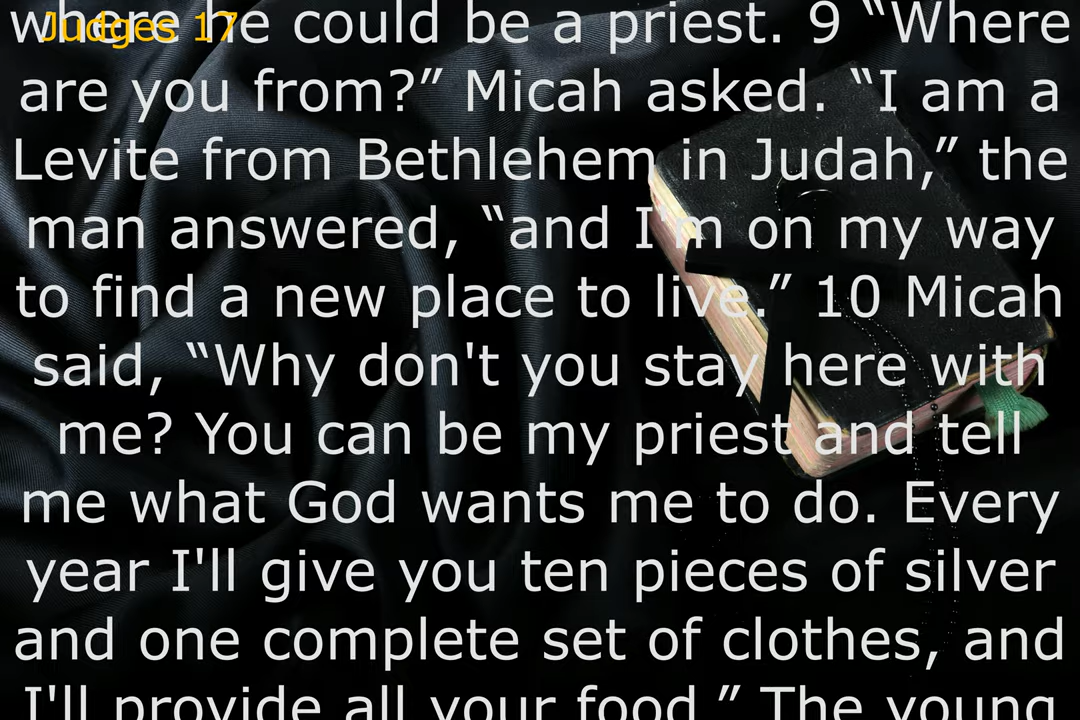 Judges 17
where he could be a priest. 9 “Where
are you from?” Micah asked. “I am a
Levite from Bethlehem in Judah,” the
man answered, “and I'm on my way
to find a new place to live.” 10 Micah
said, “Why don't you stay here with
me? You can be my priest and tell
me what God wants me to do. Every
year I'll give you ten pieces of silver
and one complete set of clothes, and
I'll provide all your food.” The young